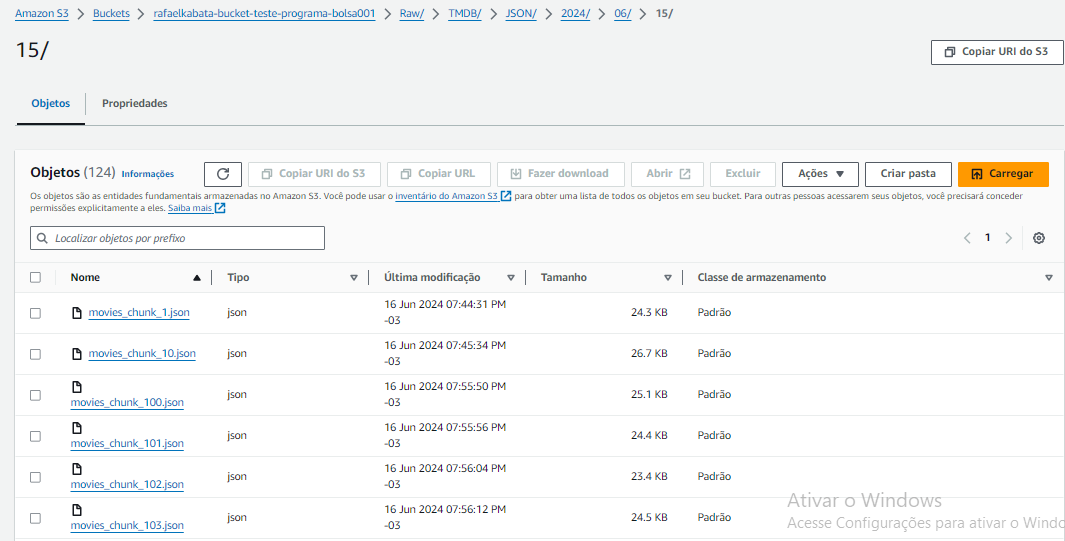 Amazon S3 > Buckets > rafaelkabata-bucket-teste-programa-bolsa001 > Raw/ > TMDB/ > JSON/ > 2024/ > 06/ > 15/
15/
Copiar URI do S3
Objetos
Propriedades
Objetos (124) Informações
Copiar URI do S3
Copiar URL
Fazer download
Abrir
Excluir
Ações
Criar pasta
Carregar
Os objetos são as entidades fundamentais armazenadas no Amazon S3. Você pode usar o inventário do Amazon S3 para obter uma lista de todos os objetos em seu bucket. Para outras pessoas acessarem seus objetos, você precisará conceder
permissões explicitamente a eles. Saiba mais
Localizar objetos por prefixo
1
Nome Tipo Última modificação Tamanho Classe de armazenamento
movies_chunk_1.json json 16 Jun 2024 07:44:31 PM -03 24.3 KB Padrão
movies_chunk_10.json json 16 Jun 2024 07:45:34 PM -03 26.7 KB Padrão
movies_chunk_100.json json 16 Jun 2024 07:55:50 PM -03 25.1 KB Padrão
movies_chunk_101.json json 16 Jun 2024 07:55:56 PM -03 24.4 KB Padrão
movies_chunk_102.json json 16 Jun 2024 07:56:04 PM -03 23.4 KB Padrão
movies_chunk_103.json json 16 Jun 2024 07:56:12 PM -03 24.5 KB Padrão
Ativar o Windows
Acesse Configurações para ativar o Windo